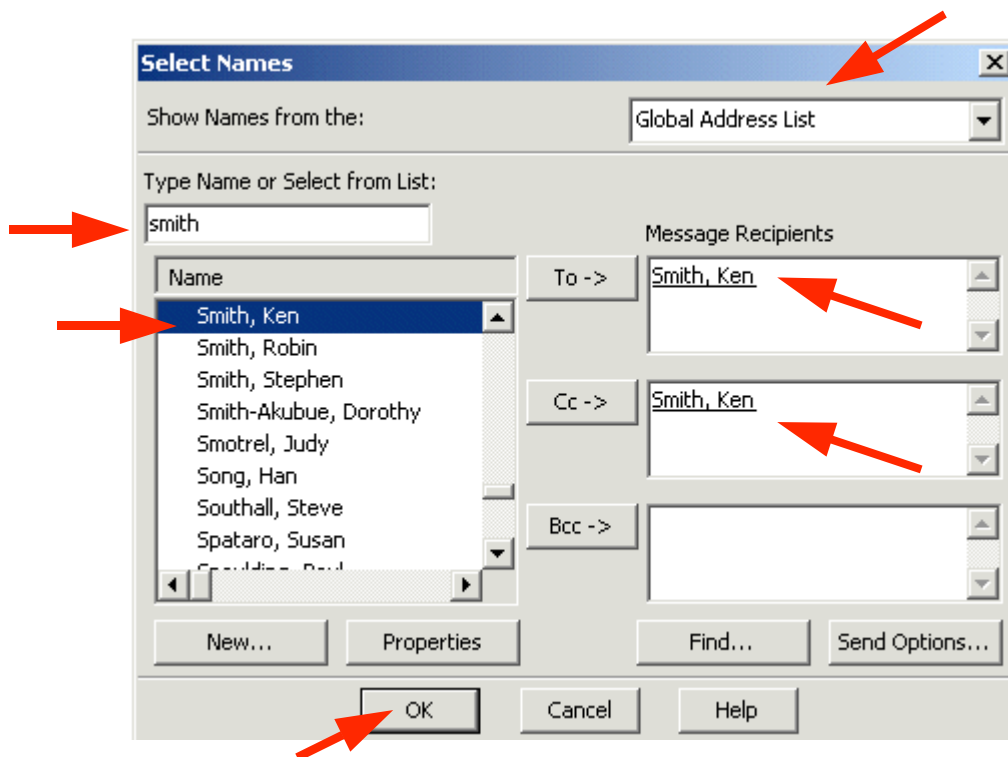 Select Names
Show Names from the:
Global Address List
Type Name or Select from List:
smith
Message Recipients
Name
Smith, Ken
Smith, Robin
Smith, Stephen
Smith-Akubue, Dorothy
Smotrel, Judy
Song, Han
Southall, Steve
Spataro, Susan
To ->
Smith, Ken
Cc ->
Smith, Ken
Bcc ->
New...
Properties
Find...
Send Options...
OK
Cancel
Help